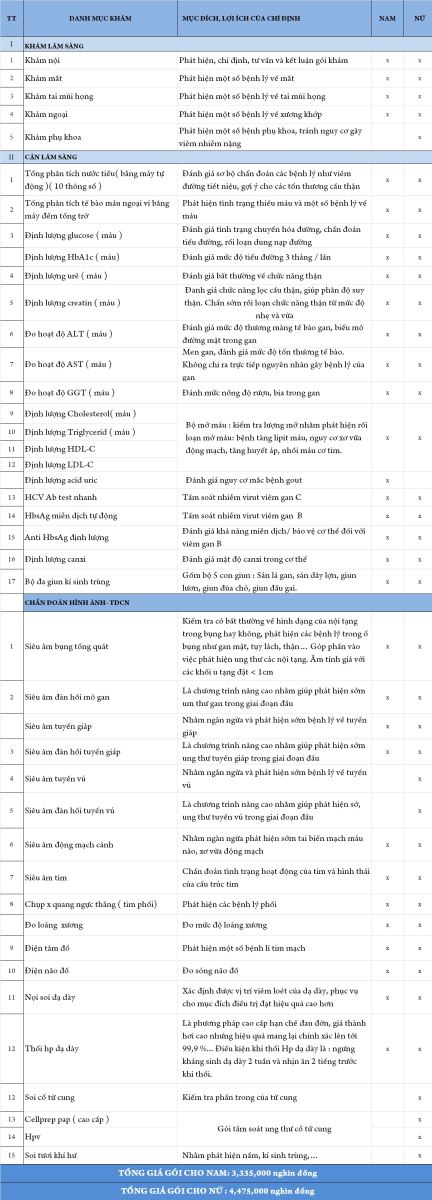 TT DANH MỤC KHÁM MỤC ĐÍCH, LỢI ÍCH CỦA CHỈ ĐỊNH NAM NỮ
I KHÁM LÂM SÀNG
1 Khám nội Phát hiện, chỉ định, tư vấn và kết luận gói khám x x
2 Khám mắt Phát hiện một số bệnh lý về mắt x x
3 Khám tai mũi họng Phát hiện một số bệnh lý về tai mũi họng x x
4 Khám ngoại Phát hiện một số bệnh lý về xương khớp x x
5 Khám phụ khoa Phát hiện một số bệnh phụ khoa, tránh nguy cơ gây
viêm nhiễm nặng x
II CẬN LÂM SÀNG
1 Tổng phân tích nước tiểu( bằng máy tự
động )( 10 thông số ) Đánh giá sơ bộ chẩn đoán các bệnh lý như viêm
đường tiết niệu, gợi ý cho các tổn thương cầu thận x x
2 Tổng phân tích tế bào máu ngoại vi bằng
máy đếm tổng trở Phát hiện tình trạng thiếu máu và một số bệnh lý về
máu x x
3 Định lượng glucose ( máu ) Đánh giá tình trạng chuyển hóa đường, chẩn đoán
tiểu đường, rối loạn dung nạp đường x x
Định lượng HbA1c ( máu) Đánh giá mức độ tiểu đường 3 tháng / lần x x
4 Định lượng urê ( máu ) Đánh giá bất thường về chức năng thận x x
5 Định lượng creatin ( máu ) Đanh giá chức năng lọc cầu thận, giúp phân độ suy
thận. Chẩn sớm rối loạn chức năng thận từ mức độ
nhẹ và vừa x x
6 Đo hoạt độ ALT ( máu ) Đánh giá mức độ thương màng tế bào gan, biểu mô
đường mật trong gan x x
7 Đo hoạt độ AST ( máu ) Men gan, đánh giá mức độ tổn thương tế bào.
Không chỉ ra trực tiếp nguyên nhân gây bệnh lý của
gan x x
8 Đo hoạt độ GGT ( máu ) Đánh mức nồng độ rượu, bia trong gan x x
9 Định lượng Cholesterol( máu )
10 Định lượng Triglycerid ( máu )
11 Định lượng HDL-C
12 Định lượng LDL-C
Bộ mỡ máu : kiểm tra lượng mỡ nhằm phát hiện rối
loạn mỡ máu: bệnh tăng lipit máu, nguy cơ xơ vữa
động mạch, tăng huyết áp, nhồi máu cơ tim. x x
Định lượng acid uric Đánh giá nguy cơ mắc bệnh gout x
13 HCV Ab test nhanh Tầm soát nhiễm virut viêm gan C x x
14 HbsAg miễn dịch tự động Tầm soát nhiễm virut viêm gan B x x
15 Anti HbsAg định lượng Đánh giá khả năng miễn dịch/ bảo vệ cơ thể đối với
viêm gan B x x
16 Định lượng canxi Đánh giá mật độ canxi trong cơ thể x x
17 Bộ đa giun kí sinh trùng Gồm bộ 5 con giun : Sán lá gan, sán dây lợn, giun
lươn, giun đũa chó, giun đầu gai. x x
CHẨN ĐOÁN HÌNH ẢNH- TDCN
1 Siêu âm bụng tổng quát Kiểm tra có bất thường về hình dạng của nội tạng
trong bụng hay không, phát hiện các bệnh lý trong ổ
bụng như gan mật, tụy lách, thận ... Góp phần vào
việc phát hiện ung thư các nội tạng. Âm tính giả với
các khối u tạng đặt < 1cm x x
2 Siêu âm đàn hồi mô gan Là chương trình nâng cao nhằm giúp phát hiện sớm
um thư gan trong giai đoạn đầu x x
Siêu âm tuyến giáp Nhằm ngăn ngừa và phát hiện sớm bệnh lý về tuyến
giáp x x
3 Siêu âm đàn hồi tuyến giáp Là chương trình nâng cao nhằm giúp phát hiện sớm
ung thư tuyến giáp trong giai đoạn đầu x x
4 Siêu âm tuyến vú Nhằm ngăn ngừa và phát hiện sớm bệnh lý về tuyến
vú x
5 Siêu âm đàn hồi tuyến vú Là chương trình nâng cao nhằm giúp phát hiện sớ,
ung thư tuyến vú trong giai đoạn đầu x
6 Siêu âm động mạch cảnh Nhằm ngăn ngừa phát hiện sớm tai biến mạch máu
não, xơ vữa động mạch x x
7 Siêu âm tim Chẩn đoán tình trạng hoạt động của tim và hình thái
của cấu trúc tim x x
8 Chụp x quang ngực thẳng ( tim phổi) Phát hiện các bệnh lý phổi x x
Đo loãng xương Đo mức độ loãng xương x x
9 Điện tâm đồ Phát hiện một số bệnh lí tim mạch x x
10 Điện não đồ Đo sóng não đồ x x
11 Nội soi dạ dày Xác định được vị trí viêm loét của dạ dày, phục vụ
cho mục đích điều trị đạt hiệu quả cao hơn x x
12 Thổi hp dạ dày Là phương pháp cao cấp hạn chế đau đớn, giá thành
hơi cao nhưng hiệu quả mang lại chính xác lên tới
99,9 %... Điều kiện khi thổi Hp dạ dày là : ngưng
kháng sinh dạ dày 2 tuần và nhịn ăn 2 tiếng trước
khi thổi. x x
12 Soi cổ tử cung Kiểm tra phần trong của tử cung x
13 Cellprep pap ( cao cấp ) x
14 Hpv x
Gói tầm soát ung thư cổ tử cung
15 Soi tươi khí hư Nhằm phát hiện nấm, kí sinh trùng,... x
TỔNG GIÁ GÓI CHO NAM: 3,335,000 nghìn đồng
TỔNG GIÁ GÓI CHO NỮ : 4,475,000 nghìn đồng